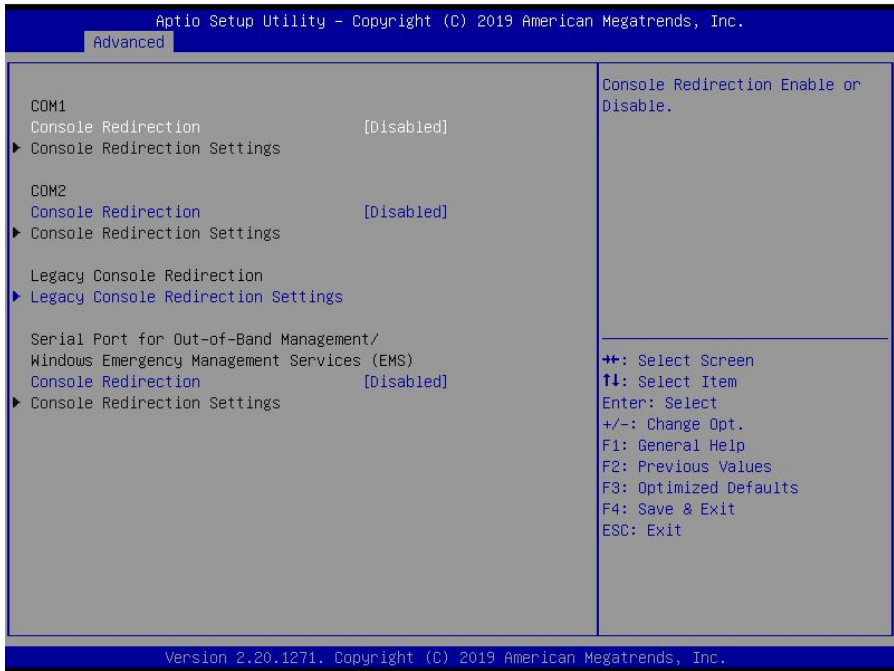 Aptio Setup Utility – Copyright (C) 2019 American Megatrends, Inc.
Advanced
COM1
Console Redirection [Disabled]
Console Redirection Settings
COM2
Console Redirection [Disabled]
Console Redirection Settings
Legacy Console Redirection
Legacy Console Redirection Settings
Serial Port for Out-of-Band Management/
Windows Emergency Management Services (EMS)
Console Redirection [Disabled]
Console Redirection Settings
Console Redirection Enable or
Disable.
→←: Select Screen
↑↓: Select Item
Enter: Select
+/-: Change Opt.
F1: General Help
F2: Previous Values
F3: Optimized Defaults
F4: Save & Exit
ESC: Exit
Version 2.20.1271. Copyright (C) 2019 American Megatrends, Inc.